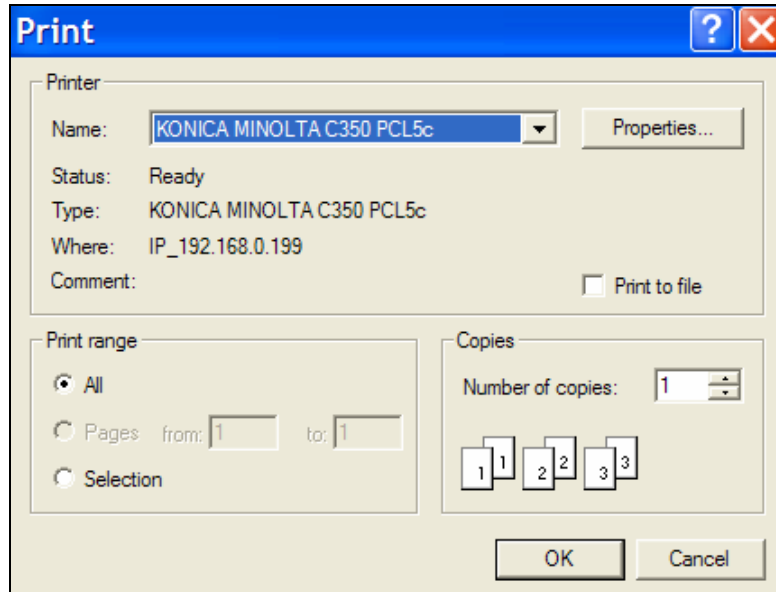 Print
Printer
Name: KONICA MINOLTA C350 PCL5c Properties...
Status: Ready
Type: KONICA MINOLTA C350 PCL5c
Where: IP_192.168.0.199
Comment:
Print to file
Print range
All
Pages from: 1 to: 1
Selection
Copies
Number of copies: 1
1 1 2 2 3 3
OK Cancel